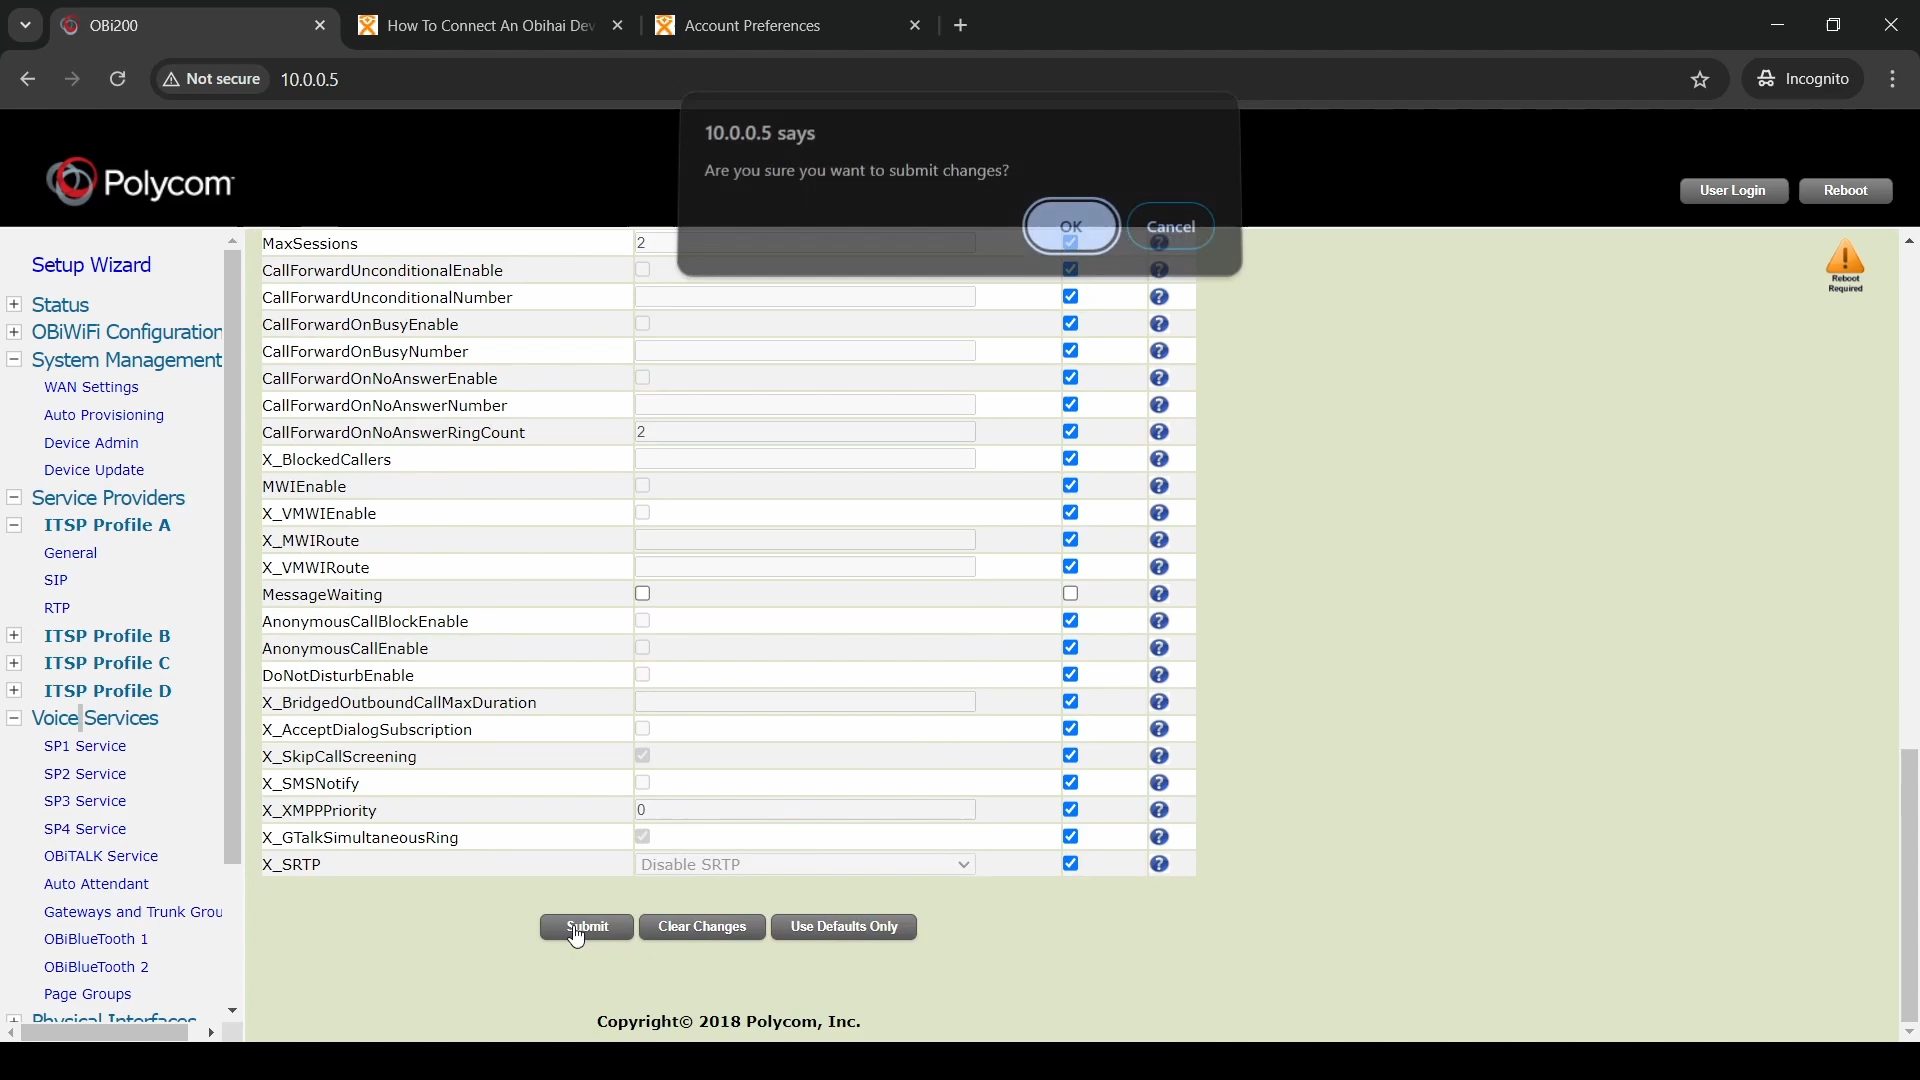 OBi200
How To Connect An Obihai Dev
Account Preferences
Not secure
10.0.0.5
Incognito
10.0.0.5 says
Are you sure you want to submit changes?
OK
Cancel
Polycom
User Login
Reboot
Reboot
Required
Setup Wizard
Status
OBiWiFi Configuration
System Management
WAN Settings
Auto Provisioning
Device Admin
Device Update
Service Providers
ITSP Profile A
General
SIP
RTP
ITSP Profile B
ITSP Profile C
ITSP Profile D
Voice Services
SP1 Service
SP2 Service
SP3 Service
SP4 Service
OBiTALK Service
Auto Attendant
Gateways and Trunk Grou
OBiBlueTooth 1
OBiBlueTooth 2
Page Groups
Physical Interfaces
MaxSessions 2
CallForwardUnconditionalEnable
CallForwardUnconditionalNumber
CallForwardOnBusyEnable
CallForwardOnBusyNumber
CallForwardOnNoAnswerEnable
CallForwardOnNoAnswerNumber
CallForwardOnNoAnswerRingCount 2
X_BlockedCallers
MWIEnable
X_VMWIEnable
X_MWIRoute
X_VMWIRoute
MessageWaiting
AnonymousCallBlockEnable
AnonymousCallEnable
DoNotDisturbEnable
X_BridgedOutboundCallMaxDuration
X_AcceptDialogSubscription
X_SkipCallScreening
X_SMSNotify
X_XMPPPriority 0
X_GTalkSimultaneousRing
X_SRTP Disable SRTP
Submit
Clear Changes
Use Defaults Only
Copyright© 2018 Polycom, Inc.